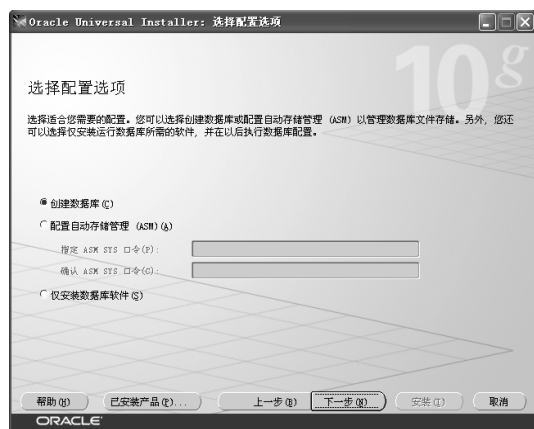 Oracle Universal Installer: 选择配置选项
10g
选择配置选项
选择适合您需要的配置。您可以选择创建数据库或配置自动存储管理 (ASM) 以管理数据库文件存储。另外, 您还
可以选择仅安装运行数据库所需的软件, 并在以后执行数据库配置。
创建数据库(C)
配置自动存储管理 (ASM)(A)
指定 ASM SYS 口令(P):
确认 ASM SYS 口令(O):
仅安装数据库软件(S)
帮助(H) 已安装产品(P)... 上一步(B) 下一步(N) 安装(I) 取消
ORACLE